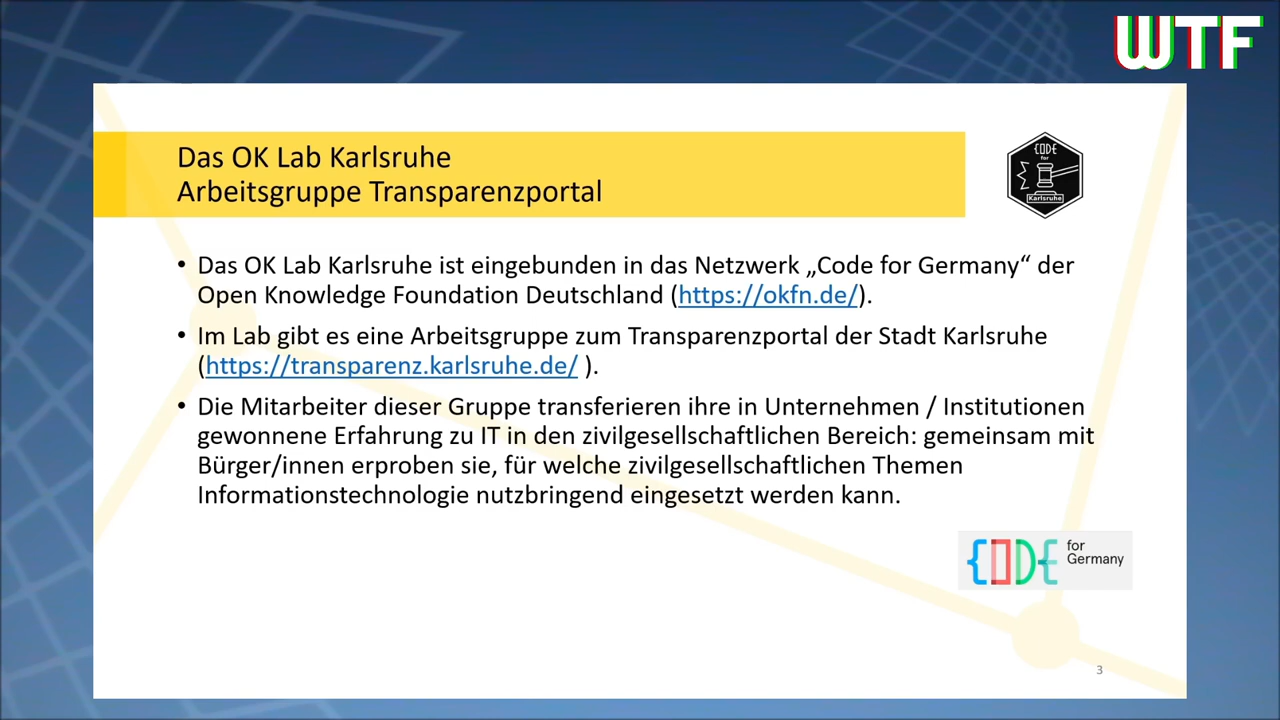 WTF
Das OK Lab Karlsruhe
Arbeitsgruppe Transparenzportal
CODE
for
Karlsruhe
• Das OK Lab Karlsruhe ist eingebunden in das Netzwerk „Code for Germany“ der
Open Knowledge Foundation Deutschland (https://okfn.de/).
• Im Lab gibt es eine Arbeitsgruppe zum Transparenzportal der Stadt Karlsruhe
(https://transparenz.karlsruhe.de/ ).
• Die Mitarbeiter dieser Gruppe transferieren ihre in Unternehmen / Institutionen
gewonnene Erfahrung zu IT in den zivilgesellschaftlichen Bereich: gemeinsam mit
Bürger/innen erproben sie, für welche zivilgesellschaftlichen Themen
Informationstechnologie nutzbringend eingesetzt werden kann.
CODE for
Germany
3